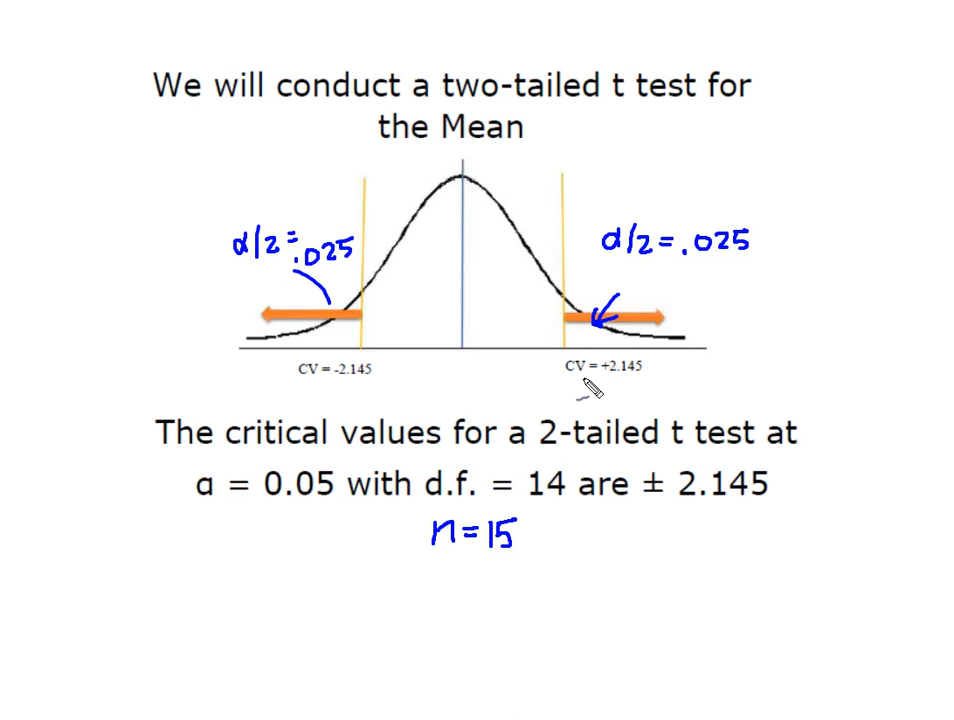 We will conduct a two-tailed t test for
the Mean
α/2 = .025
α/2 = .025
CV = -2.145
CV = +2.145
The critical values for a 2-tailed t test at
α = 0.05 with d.f. = 14 are ± 2.145
n = 15